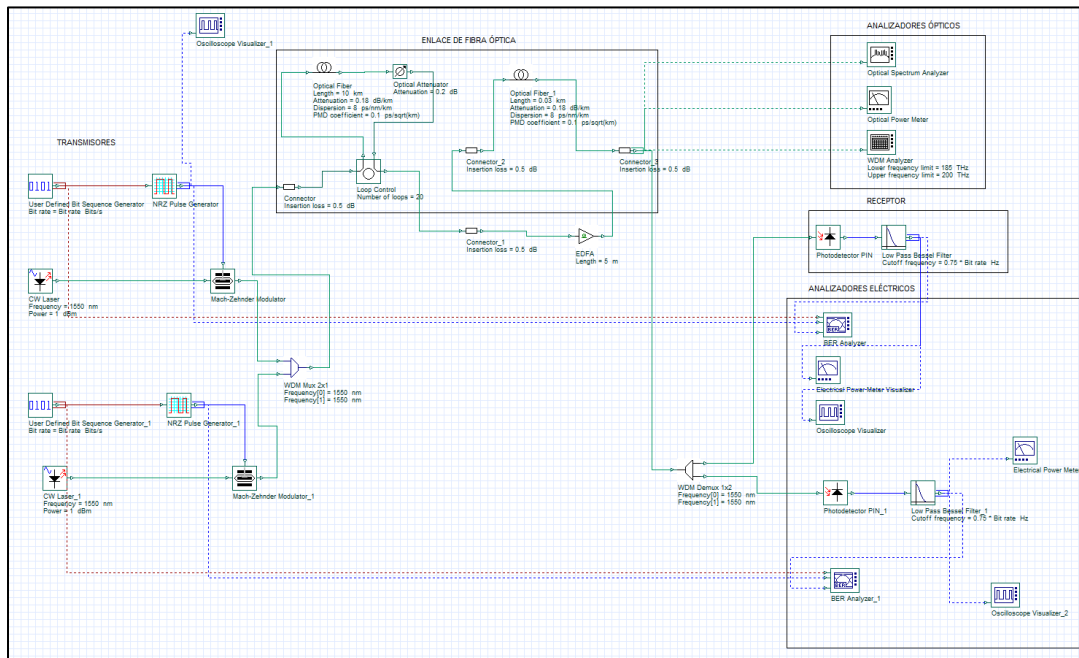 Oscilloscope Visualizer_1
ENLACE DE FIBRA ÓPTICA
Optical Fiber
Length = 10 km
Attenuation = 0.18 dB/km
Dispersion = 8 ps/nm/km
PMD coefficient = 0.1 ps/sqrt(km)
Optical Attenuator
Attenuation = 0.2 dB
Optical Fiber_1
Length = 0.03 km
Attenuation = 0.18 dB/km
Dispersion = 8 ps/nm/km
PMD coefficient = 0.1 ps/sqrt(km)
Connector
Insertion loss = 0.5 dB
Loop Control
Number of loops = 20
Connector_2
Insertion loss = 0.5 dB
Connector_3
Insertion loss = 0.5 dB
Connector_1
Insertion loss = 0.5 dB
EDFA
Length = 5 m
ANALIZADORES ÓPTICOS
Optical Spectrum Analyzer
Optical Power Meter
WDM Analyzer
Lower frequency limit = 185 THz
Upper frequency limit = 200 THz
TRANSMISORES
User Defined Bit Sequence Generator
Bit rate = Bit rate Bits/s
NRZ Pulse Generator
CW Laser
Frequency = 1550 nm
Power = 1 dBm
Mach-Zehnder Modulator
WDM Mux 2x1
Frequency[0] = 1550 nm
Frequency[1] = 1550 nm
User Defined Bit Sequence Generator_1
Bit rate = Bit rate Bits/s
NRZ Pulse Generator_1
CW Laser_1
Frequency = 1550 nm
Power = 1 dBm
Mach-Zehnder Modulator_1
RECEPTOR
Photodetector PIN
Low Pass Bessel Filter
Cutoff frequency = 0.75 * Bit rate Hz
ANALIZADORES ELÉCTRICOS
BER Analyzer
Electrical Power Meter Visualizer
Oscilloscope Visualizer
Electrical Power Mete
WDM Demux 1x2
Frequency[0] = 1550 nm
Frequency[1] = 1550 nm
Photodetector PIN_1
Low Pass Bessel Filter_1
Cutoff frequency = 0.75 * Bit rate Hz
BER Analyzer_1
Oscilloscope Visualizer_2